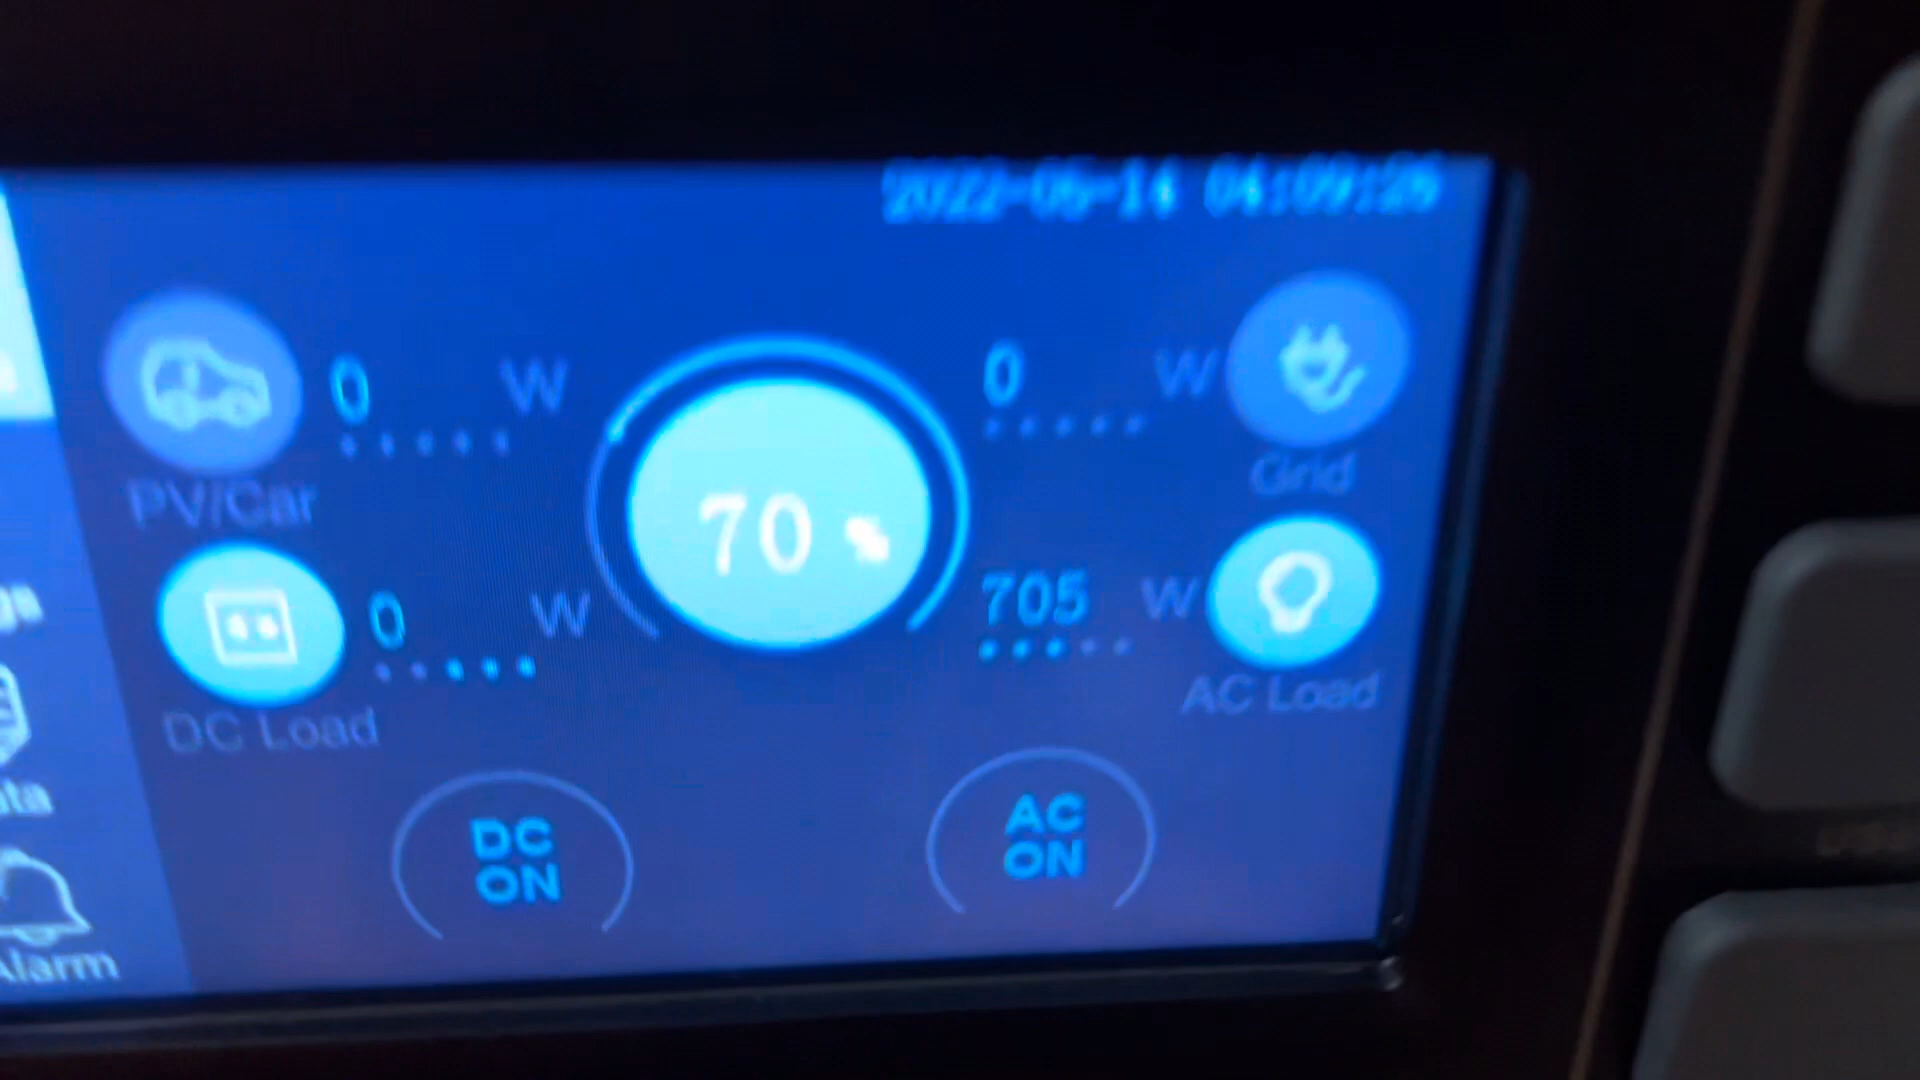 2022-05-14 04:09:26
0 W
0 W
PV/Car
Grid
70 %
0 W
705 W
DC Load
AC Load
DC
ON
AC
ON
Alarm